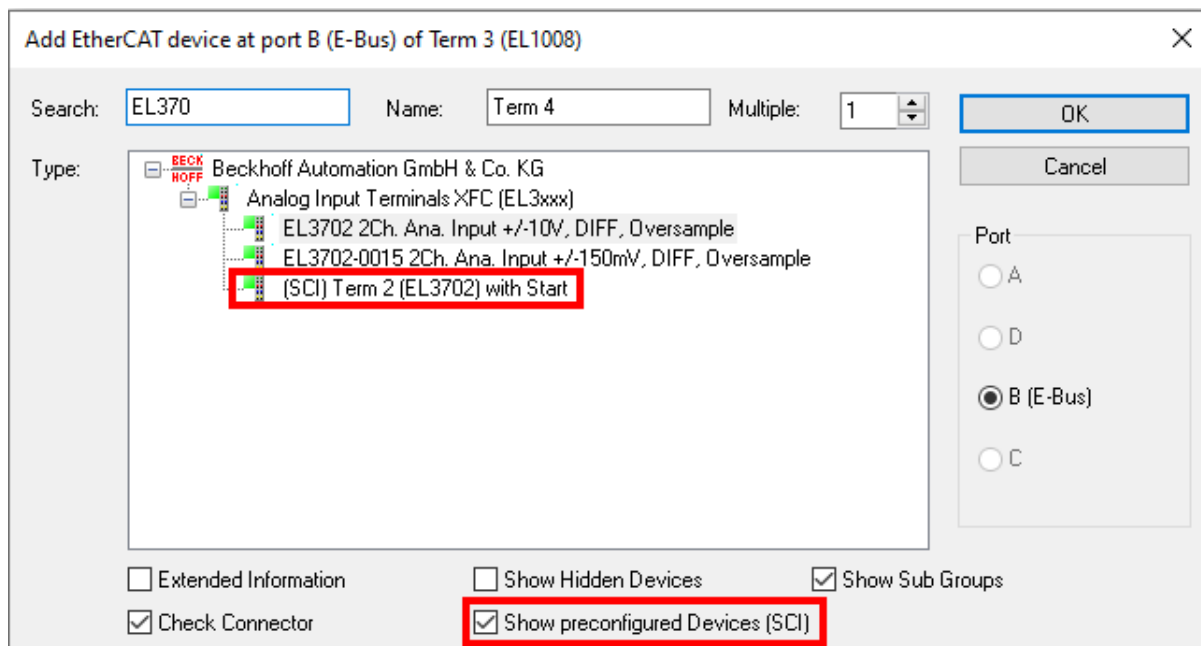 Add EtherCAT device at port B (E-Bus) of Term 3 (EL1008)
Search: EL370 Name: Term 4 Multiple: 1 OK
Type: BECKHOFF Beckhoff Automation GmbH & Co. KG Cancel
Analog Input Terminals XFC (EL3xxx)
EL3702 2Ch. Ana. Input +/-10V, DIFF, Oversample
Port
EL3702-0015 2Ch. Ana. Input +/-150mV, DIFF, Oversample
A
(SCI) Term 2 (EL3702) with Start
D
B (E-Bus)
C
Extended Information Show Hidden Devices Show Sub Groups
Check Connector Show preconfigured Devices (SCI)